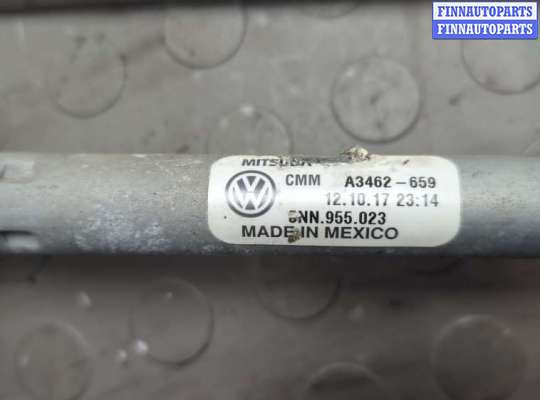 FINNAUTOPARTS
FINNAUTOPARTS
MITSUBA
CMM A3462-659
12.10.17 23:14
5NN.955.023
MADE IN MEXICO